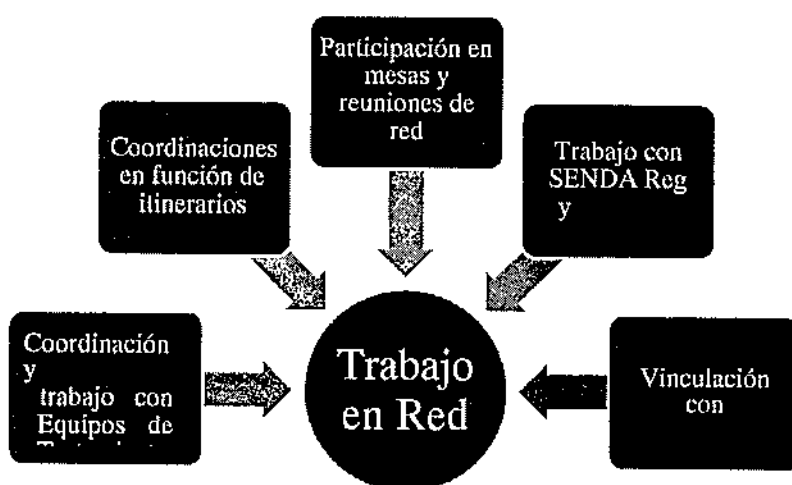 Participación en
mesas y
reuniones de
red
Coordinaciones
en función de
itinerarios
Trabajo con
SENDA Reg
y
Coordinación
y
trabajo con
Equipos de
Trabajo
en Red
Vinculación
con